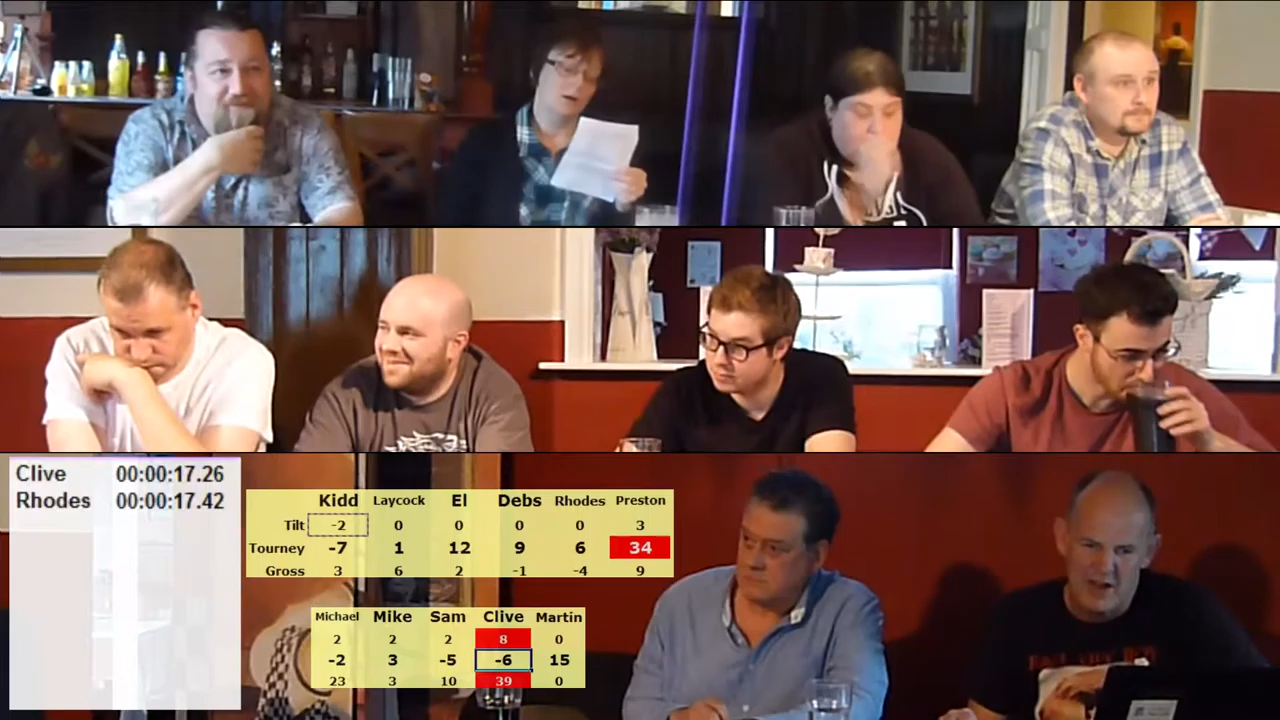 Clive 00:00:17.26
Rhodes 00:00:17.42
Kidd Laycock El Debs Rhodes Preston
Tilt -2 0 0 0 0 3
Tourney -7 1 12 9 6 34
Gross 3 6 2 -1 -4 9
Michael Mike Sam Clive Martin
2 2 2 8 0
-2 3 -5 -6 15
23 3 10 39 0